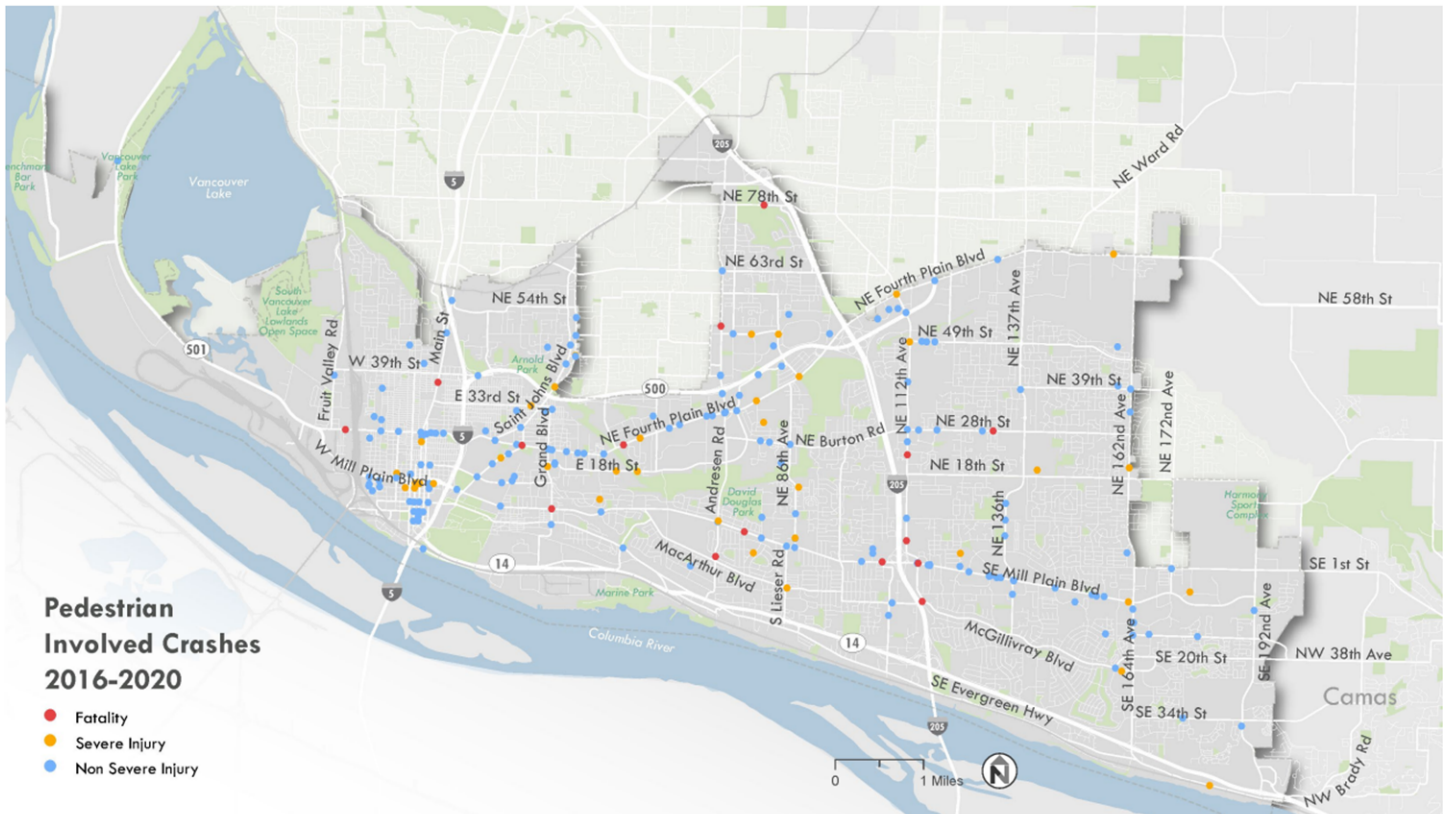 NE Ward Rd
205
5
enchman
Bar
Park
Vancouver
Lake
Park
Vancouver
Lake
NE 78th St
NE 63rd St
NE Fourth Plain Blvd
NE 54th St
NE 58th St
South
Vancouver
Lake
Lowlands
Open Space
Main St
NE 137th Ave
NE 49th St
501
W 39th St
Fruit Valley Rd
Arnold
Park
Saint Johns Blvd
NE 112th Ave
NE 39th St
500
E 33rd St
NE 172nd Ave
NE 162nd Ave
NE Fourth Plain Blvd
Grand Blvd
5
NE 28th St
NE Burton Rd
NE 86th Ave
Andresen Rd
W Mill Plain Blvd
E 18th St
NE 18th St
205
David
Douglas
Park
Harmony
Sport
Complex
NE 136th
MacArthur Blvd
14
SE 1st St
SE Mill Plain Blvd
S Lieser Rd
Marine Park
5
Columbia River
14
McGillivray Blvd
SE 164th Ave
SE 192nd Ave
SE 20th St
NW 38th Ave
SE Evergreen Hwy
Camas
SE 34th St
205
NW Brady Rd
Pedestrian
Involved Crashes
2016-2020
Fatality
Severe Injury
Non Severe Injury
0 1 Miles
N